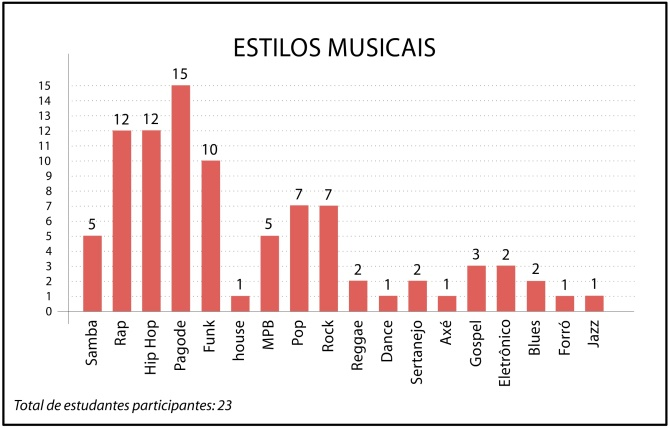 ESTILOS MUSICAIS
15
14
13
12
11
10
9
8
7
6
5
4
3
2
1
0
5
12
12
15
10
1
5
7
7
2
1
2
1
3
2
2
1
1
Samba
Rap
Hip Hop
Pagode
Funk
house
MPB
Pop
Rock
Reggae
Dance
Sertanejo
Axé
Gospel
Eletrônico
Blues
Forró
Jazz
Total de estudantes participantes: 23